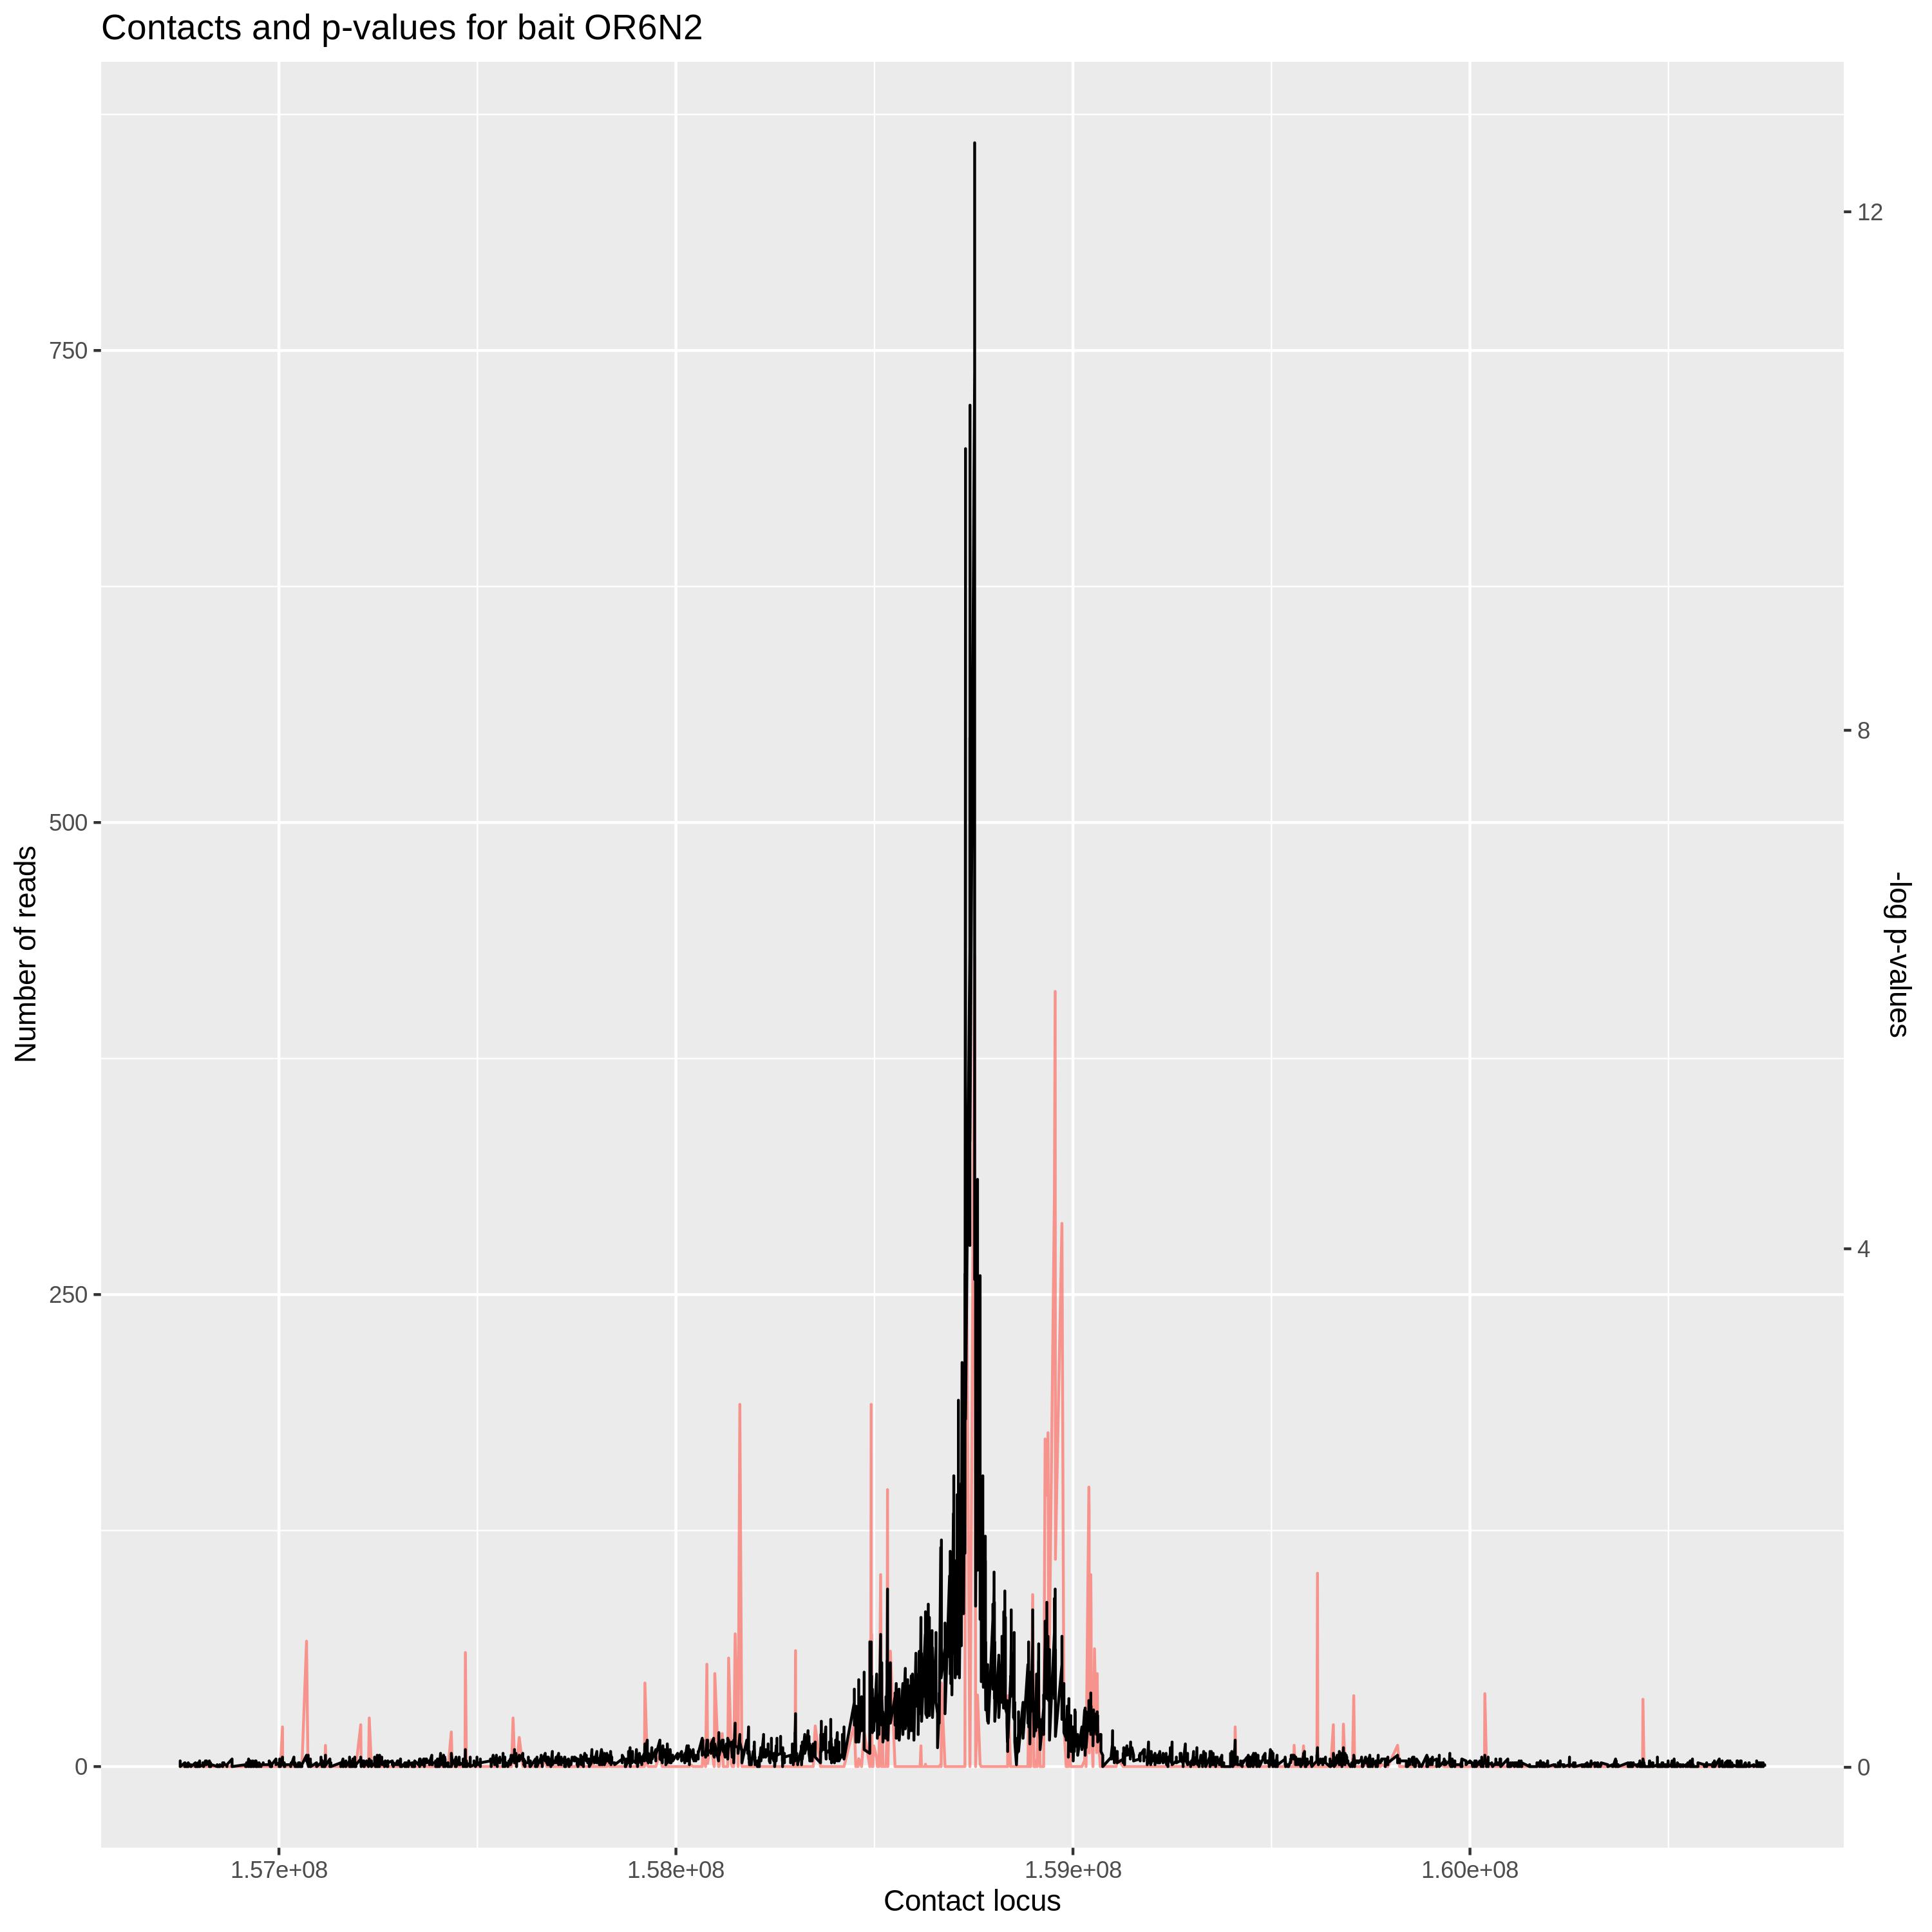 Contacts and p-values for bait OR6N2
12
750
8
500
Number of reads
-log p-values
4
250
0
0
1.57e+08
1.58e+08
1.59e+08
1.60e+08
Contact locus